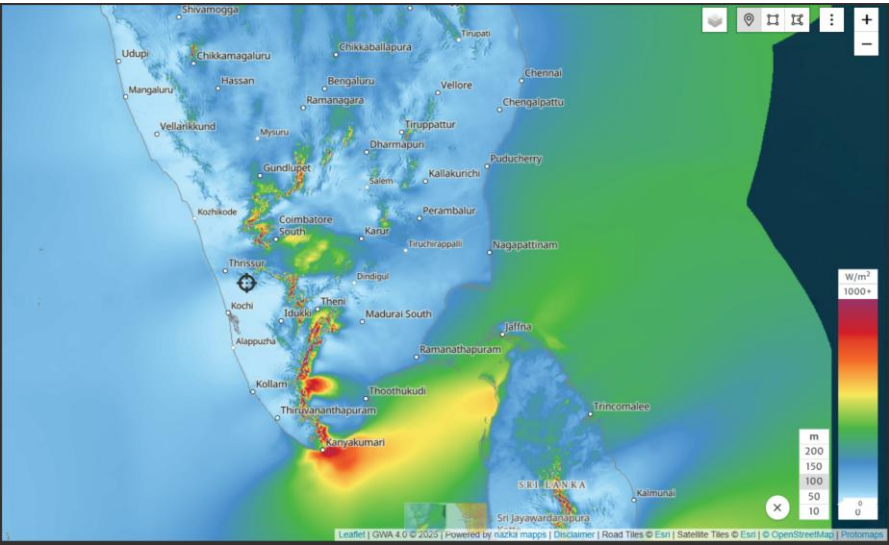 Shivamogga
Tirupati
Udupi
Chikkamagaluru
Chikkaballapura
Hassan
Bengaluru
Chennai
Mangaluru
Ramanagara
Vellore
Chengalpattu
Vellarikkund
Mysuru
Tiruppattur
Dharmapuri
Gundlupet
Puducherry
Salem
Kallakurichi
Kozhikode
Coimbatore
South
Perambalur
Karur
Tiruchirappalli
Nagapattinam
Thrissur
Dindigul
Kochi
Idukki
Theni
Madurai South
Alappuzha
Jaffna
Ramanathapuram
Kollam
Thoothukudi
Thiruvananthapuram
Trincomalee
Kanyakumari
SRI LANKA
Kalmunai
Sri Jayawardanapura
+
−
W/m²
1000+
0
0
m
200
150
100
50
10
Leaflet | GWA 4.0 © 2025 | Powered by nazka mapps | Disclaimer | Road Tiles © Esri | Satellite Tiles © Esri | © OpenStreetMap | Protomaps